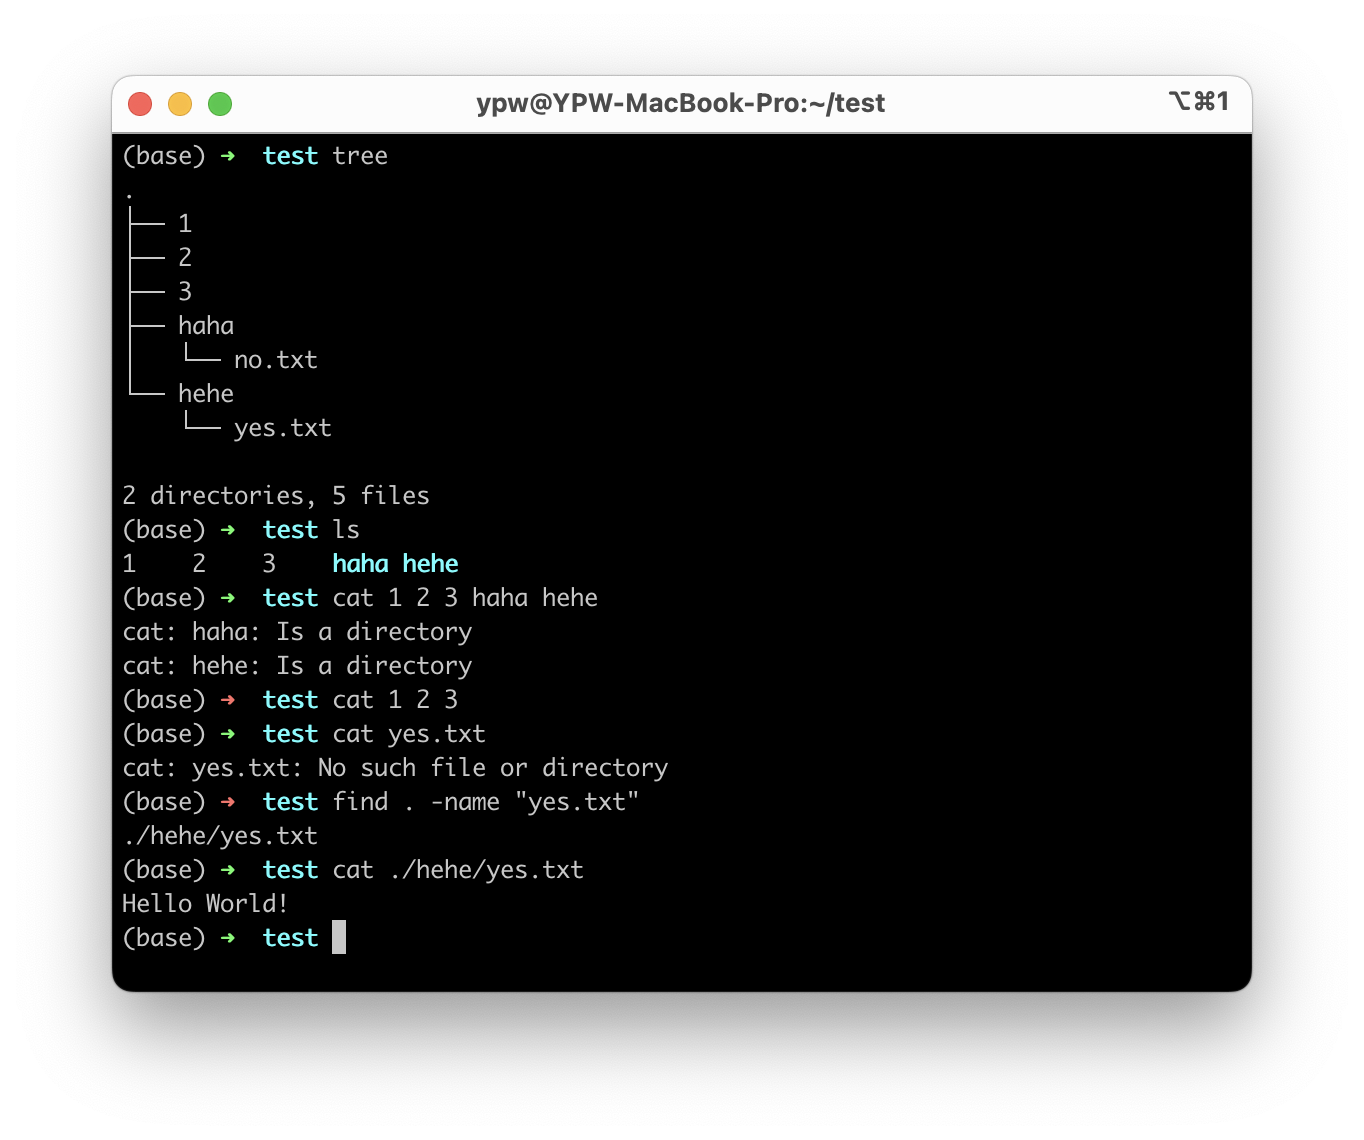 ypw@YPW-MacBook-Pro:~/test ⌥⌘1
(base) ➜  test tree
.
├── 1
├── 2
├── 3
├── haha
│   └── no.txt
└── hehe
    └── yes.txt
2 directories, 5 files
(base) ➜  test ls
1    2    3    haha hehe
(base) ➜  test cat 1 2 3 haha hehe
cat: haha: Is a directory
cat: hehe: Is a directory
(base) ➜  test cat 1 2 3
(base) ➜  test cat yes.txt
cat: yes.txt: No such file or directory
(base) ➜  test find . -name "yes.txt"
./hehe/yes.txt
(base) ➜  test cat ./hehe/yes.txt
Hello World!
(base) ➜  test